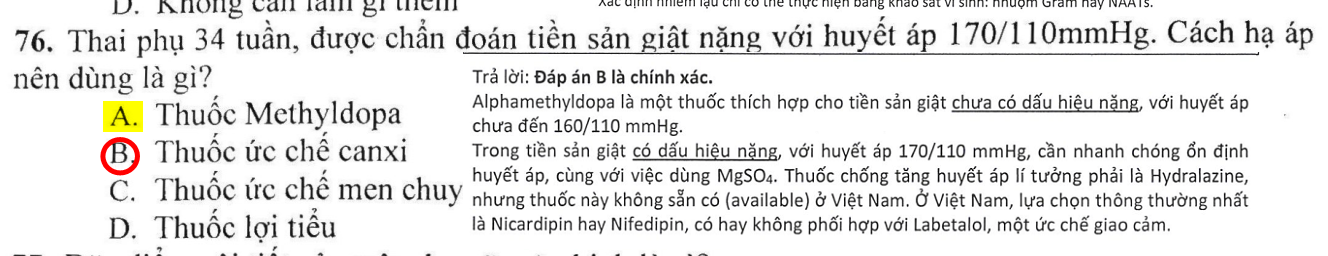 D. Không cần làm gì thêm
Xác định nhiễm lậu chỉ có thể thực hiện bằng khảo sát vi sinh: nhuộm Gram hay NAATs.
76. Thai phụ 34 tuần, được chẩn đoán tiền sản giật nặng với huyết áp 170/110mmHg. Cách hạ áp
nên dùng là gì?
A. Thuốc Methyldopa
B. Thuốc ức chế canxi
C. Thuốc ức chế men chuy
D. Thuốc lợi tiểu
Trả lời: Đáp án B là chính xác.
Alphamethyldopa là một thuốc thích hợp cho tiền sản giật chưa có dấu hiệu nặng, với huyết áp
chưa đến 160/110 mmHg.
Trong tiền sản giật có dấu hiệu nặng, với huyết áp 170/110 mmHg, cần nhanh chóng ổn định
huyết áp, cùng với việc dùng MgSO₄. Thuốc chống tăng huyết áp lí tưởng phải là Hydralazine,
nhưng thuốc này không sẵn có (available) ở Việt Nam. Ở Việt Nam, lựa chọn thông thường nhất
là Nicardipin hay Nifedipin, có hay không phối hợp với Labetalol, một ức chế giao cảm.